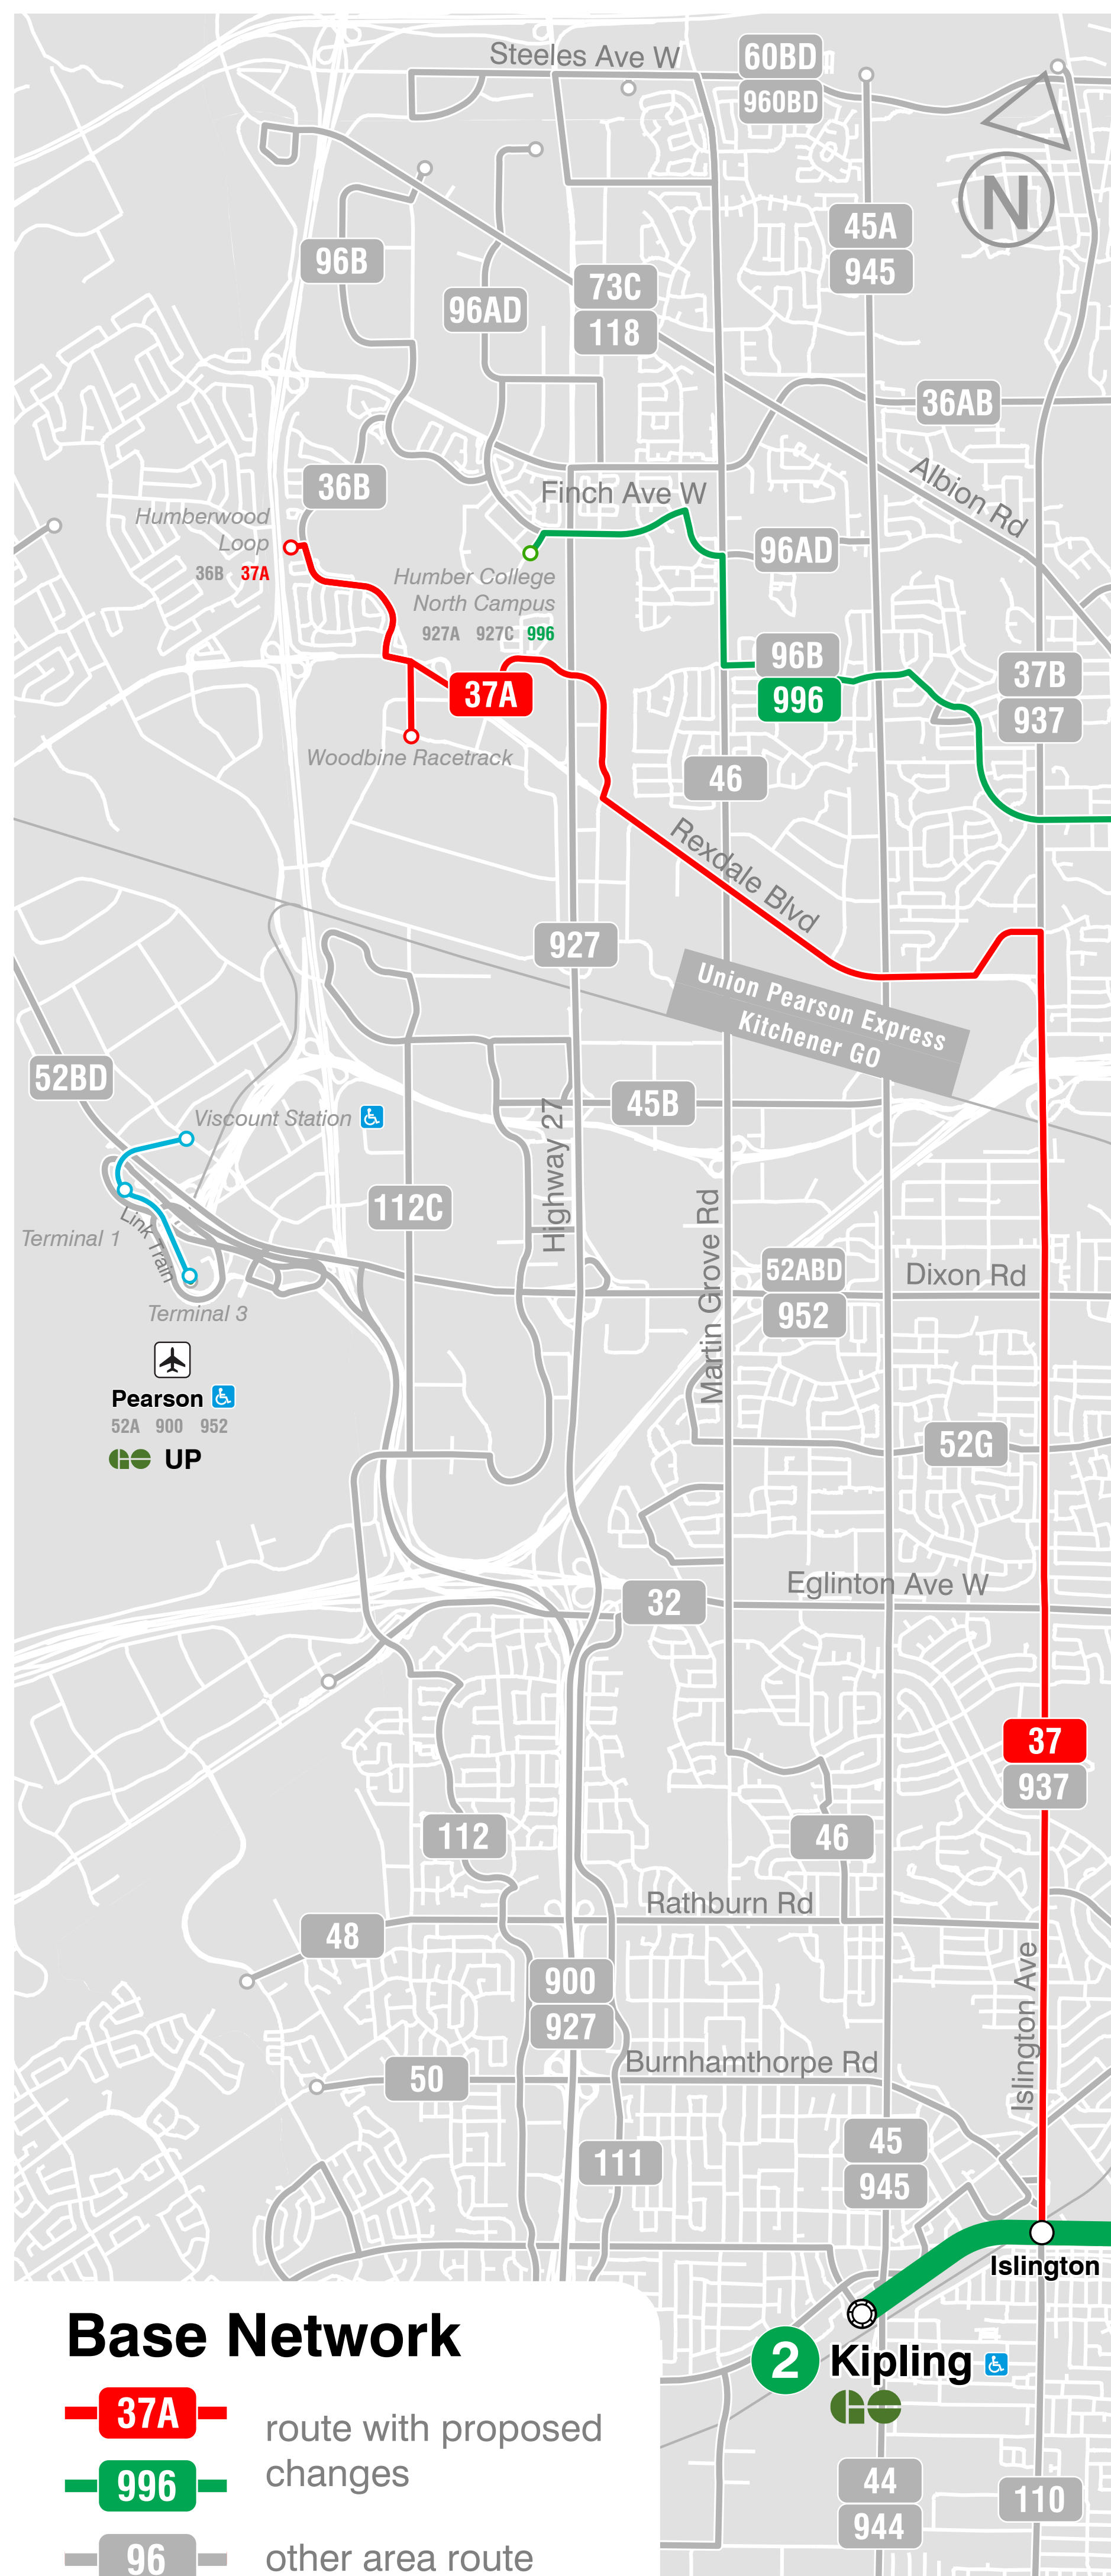 Steeles Ave W
60BD
960BD
N
45A
945
96B
96AD
73C
118
36AB
Albion Rd
36B
Finch Ave W
Humberwood
Loop
36B 37A
96AD
Humber College
North Campus
927A 927C 996
96B
996
37B
937
37A
Woodbine Racetrack
46
Rexdale Blvd
927
Union Pearson Express
Kitchener GO
52BD
45B
Viscount Station
Highway 27
112C
Martin Grove Rd
Link Train
Terminal 1
52ABD
952
Dixon Rd
Terminal 3
Pearson
52A 900 952
UP
52G
Eglinton Ave W
32
37
937
112
46
Rathburn Rd
48
Islington Ave
900
927
Burnhamthorpe Rd
50
45
945
111
Islington
2 Kipling
44
944
110
Base Network
37A
route with proposed
changes
996
96
other area route